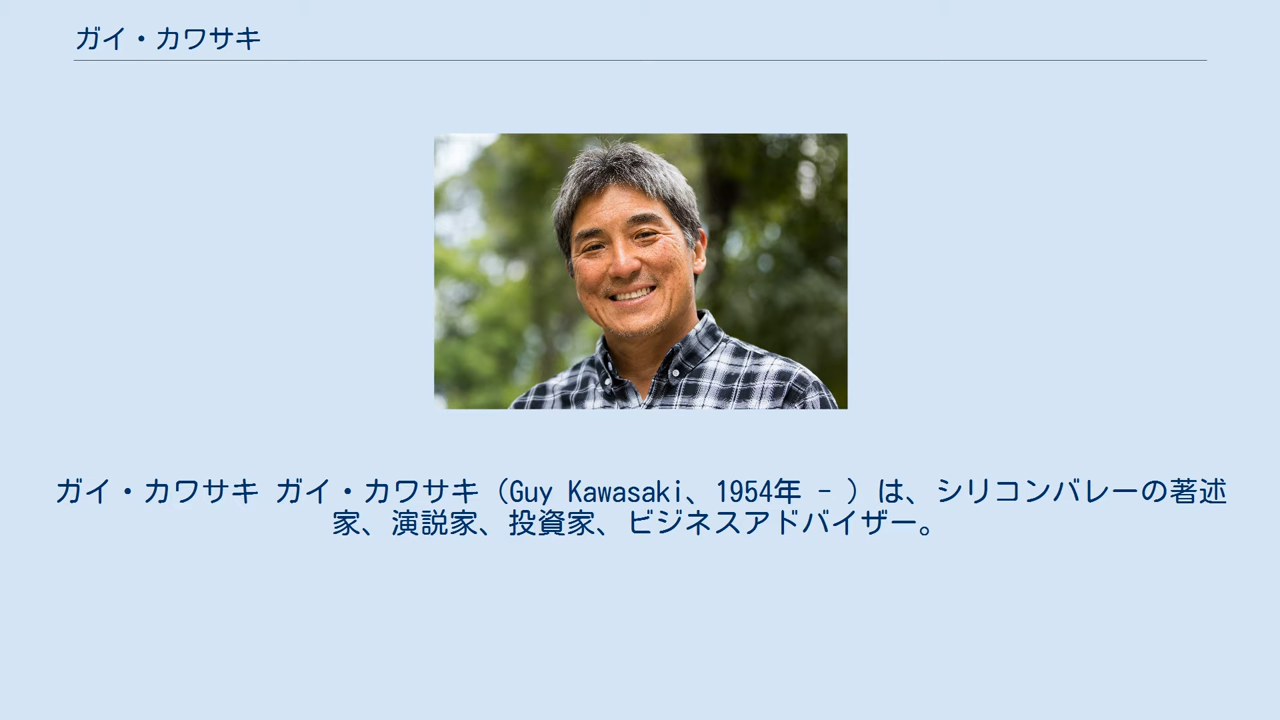 ガイ・カワサキ
ガイ・カワサキ ガイ・カワサキ（Guy Kawasaki、1954年 - ）は、シリコンバレーの著述
家、演説家、投資家、ビジネスアドバイザー。